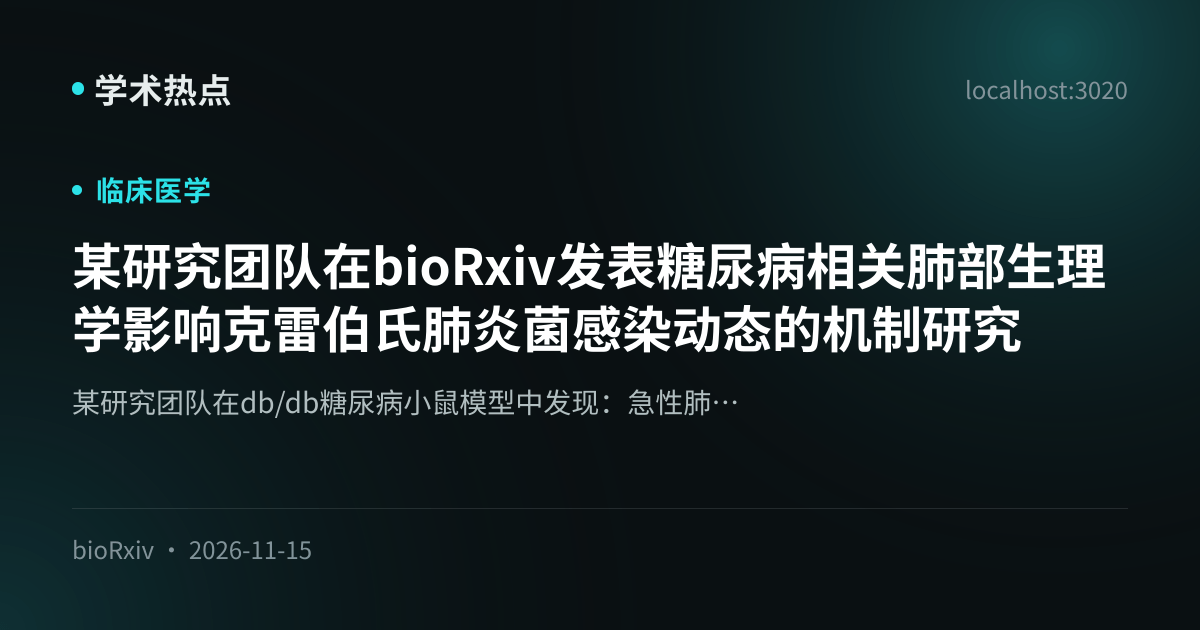 学术热点
localhost:3020
临床医学
某研究团队在bioRxiv发表糖尿病相关肺部生理
学影响克雷伯氏肺炎菌感染动态的机制研究
某研究团队在db/db糖尿病小鼠模型中发现：急性肺…
bioRxiv · 2026-11-15